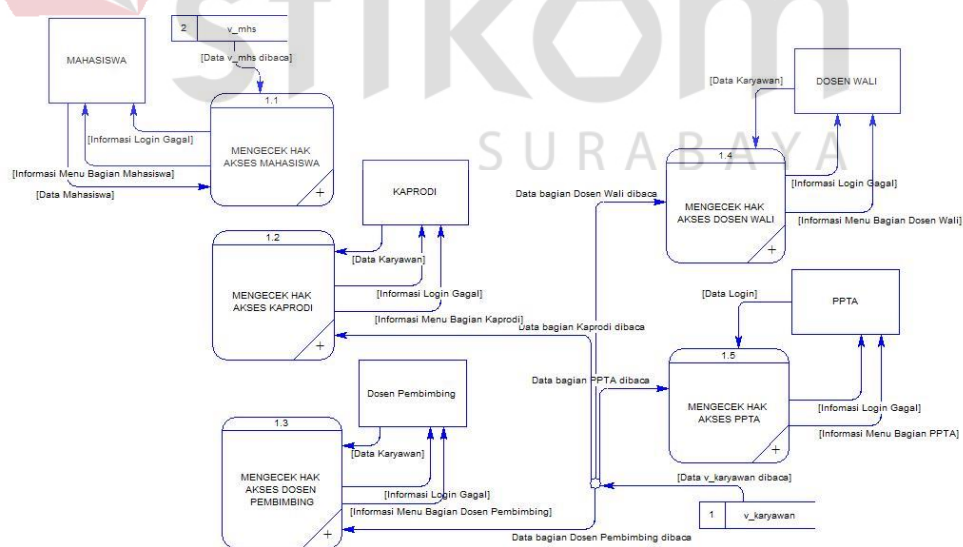 STIKOM
SURABAYA
2 v_mhs
[Data v_mhs dibaca]
MAHASISWA
1.1
MENGECEK HAK
AKSES MAHASISWA
+
[Informasi Login Gagal]
[Informasi Menu Bagian Mahasiswa]
[Data Mahasiswa]
KAPRODI
1.2
MENGECEK HAK
AKSES KAPRODI
+
[Data Karyawan]
[Informasi Login Gagal]
[Informasi Menu Bagian Kaprodi]
Data bagian Kaprodi dibaca
Dosen Pembimbing
1.3
MENGECEK HAK
AKSES DOSEN
PEMBIMBING
+
[Data Karyawan]
[Informasi Login Gagal]
[Informasi Menu Bagian Dosen Pembimbing]
Data bagian Dosen Pembimbing dibaca
DOSEN WALI
[Data Karyawan]
1.4
MENGECEK HAK
AKSES DOSEN WALI
+
Data bagian Dosen Wali dibaca
[Informasi Login Gagal]
[Informasi Menu Bagian Dosen Wali]
PPTA
[Data Login]
1.5
MENGECEK HAK
AKSES PPTA
+
Data bagian PPTA dibaca
[Infomasi Login Gagal]
[Informasi Menu Bagian PPTA]
[Data v_karyawan dibaca]
1 v_karyawan